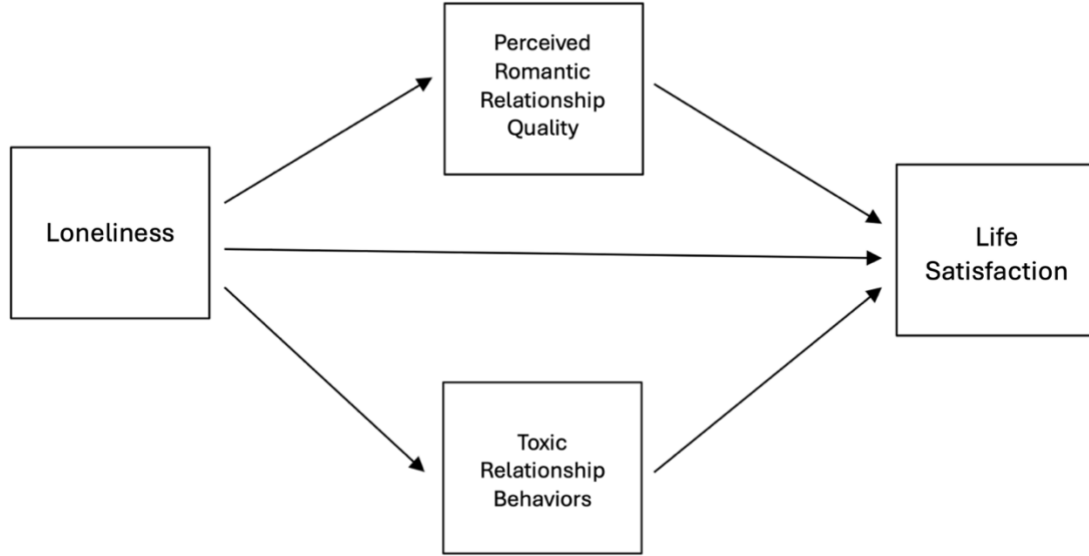 Perceived
Romantic
Relationship
Quality
Loneliness
Life
Satisfaction
Toxic
Relationship
Behaviors